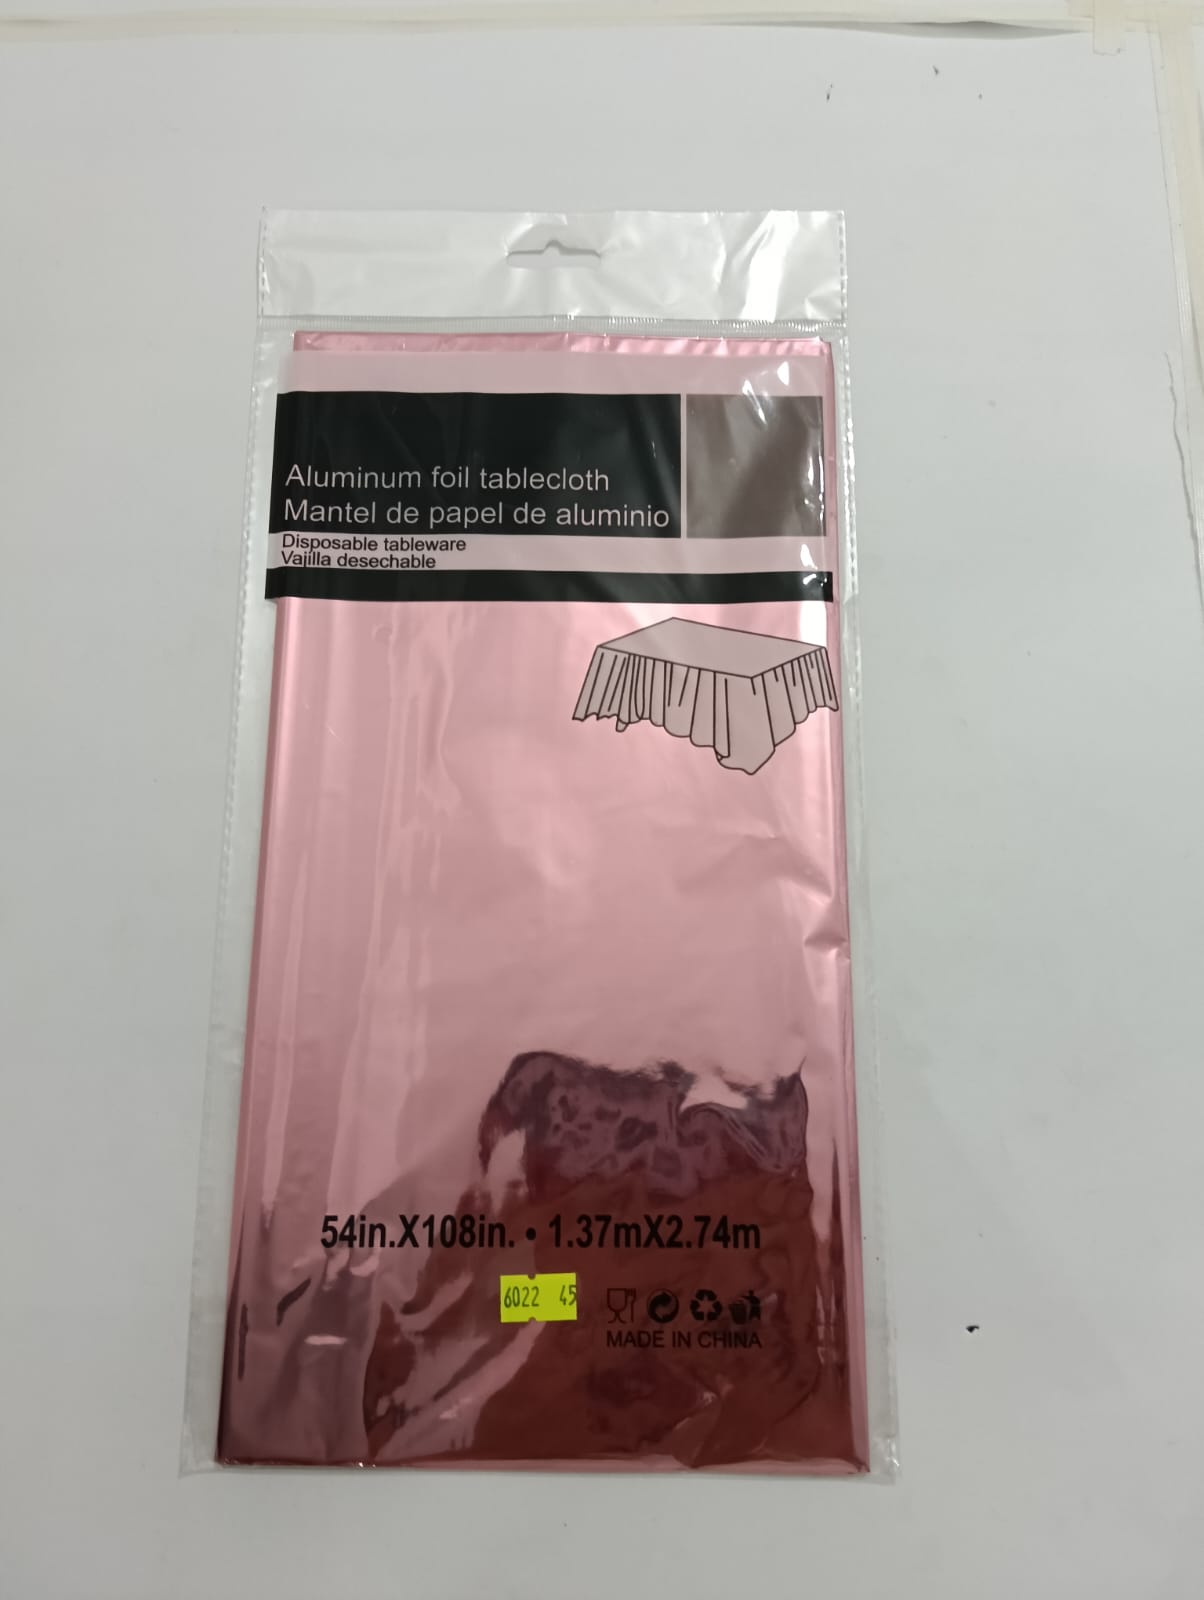 Aluminum foil tablecloth
Mantel de papel de aluminio
Disposable tableware
Vajilla desechable
54in.X108in. • 1.37mX2.74m
6022 45
MADE IN CHINA